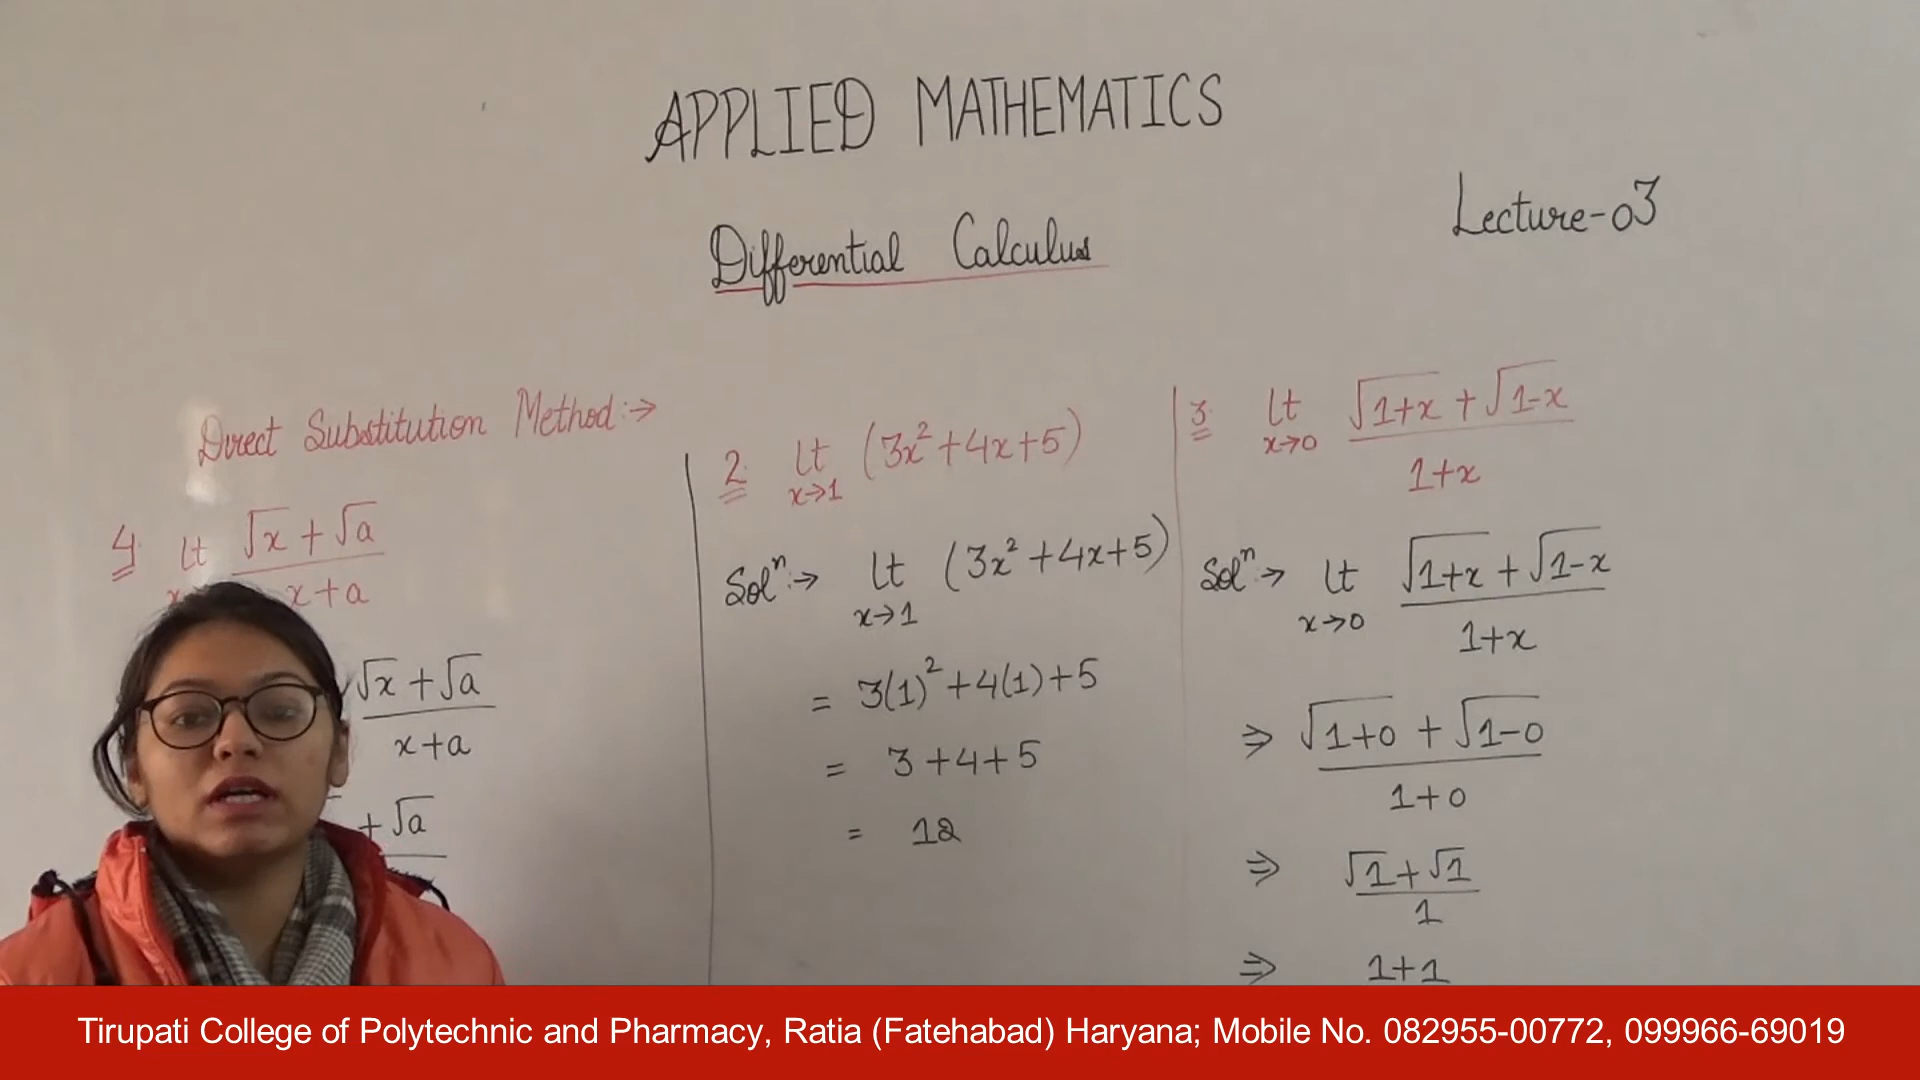 APPLIED MATHEMATICS
Lecture-03
Differential Calculus
Direct Substitution Method:→
1. lt √x + √a
x x+a
√x + √a
x+a
+ √a
2. lt (3x²+4x+5)
x→1
Solⁿ:→ lt (3x²+4x+5)
x→1
= 3(1)²+4(1)+5
= 3+4+5
= 12
3. lt √1+x + √1-x
x→0
1+x
Solⁿ:→ lt √1+x + √1-x
x→0
1+x
⇒ √1+0 + √1-0
1+0
⇒ √1+√1
1
⇒ 1+1
Tirupati College of Polytechnic and Pharmacy, Ratia (Fatehabad) Haryana; Mobile No. 082955-00772, 099966-69019